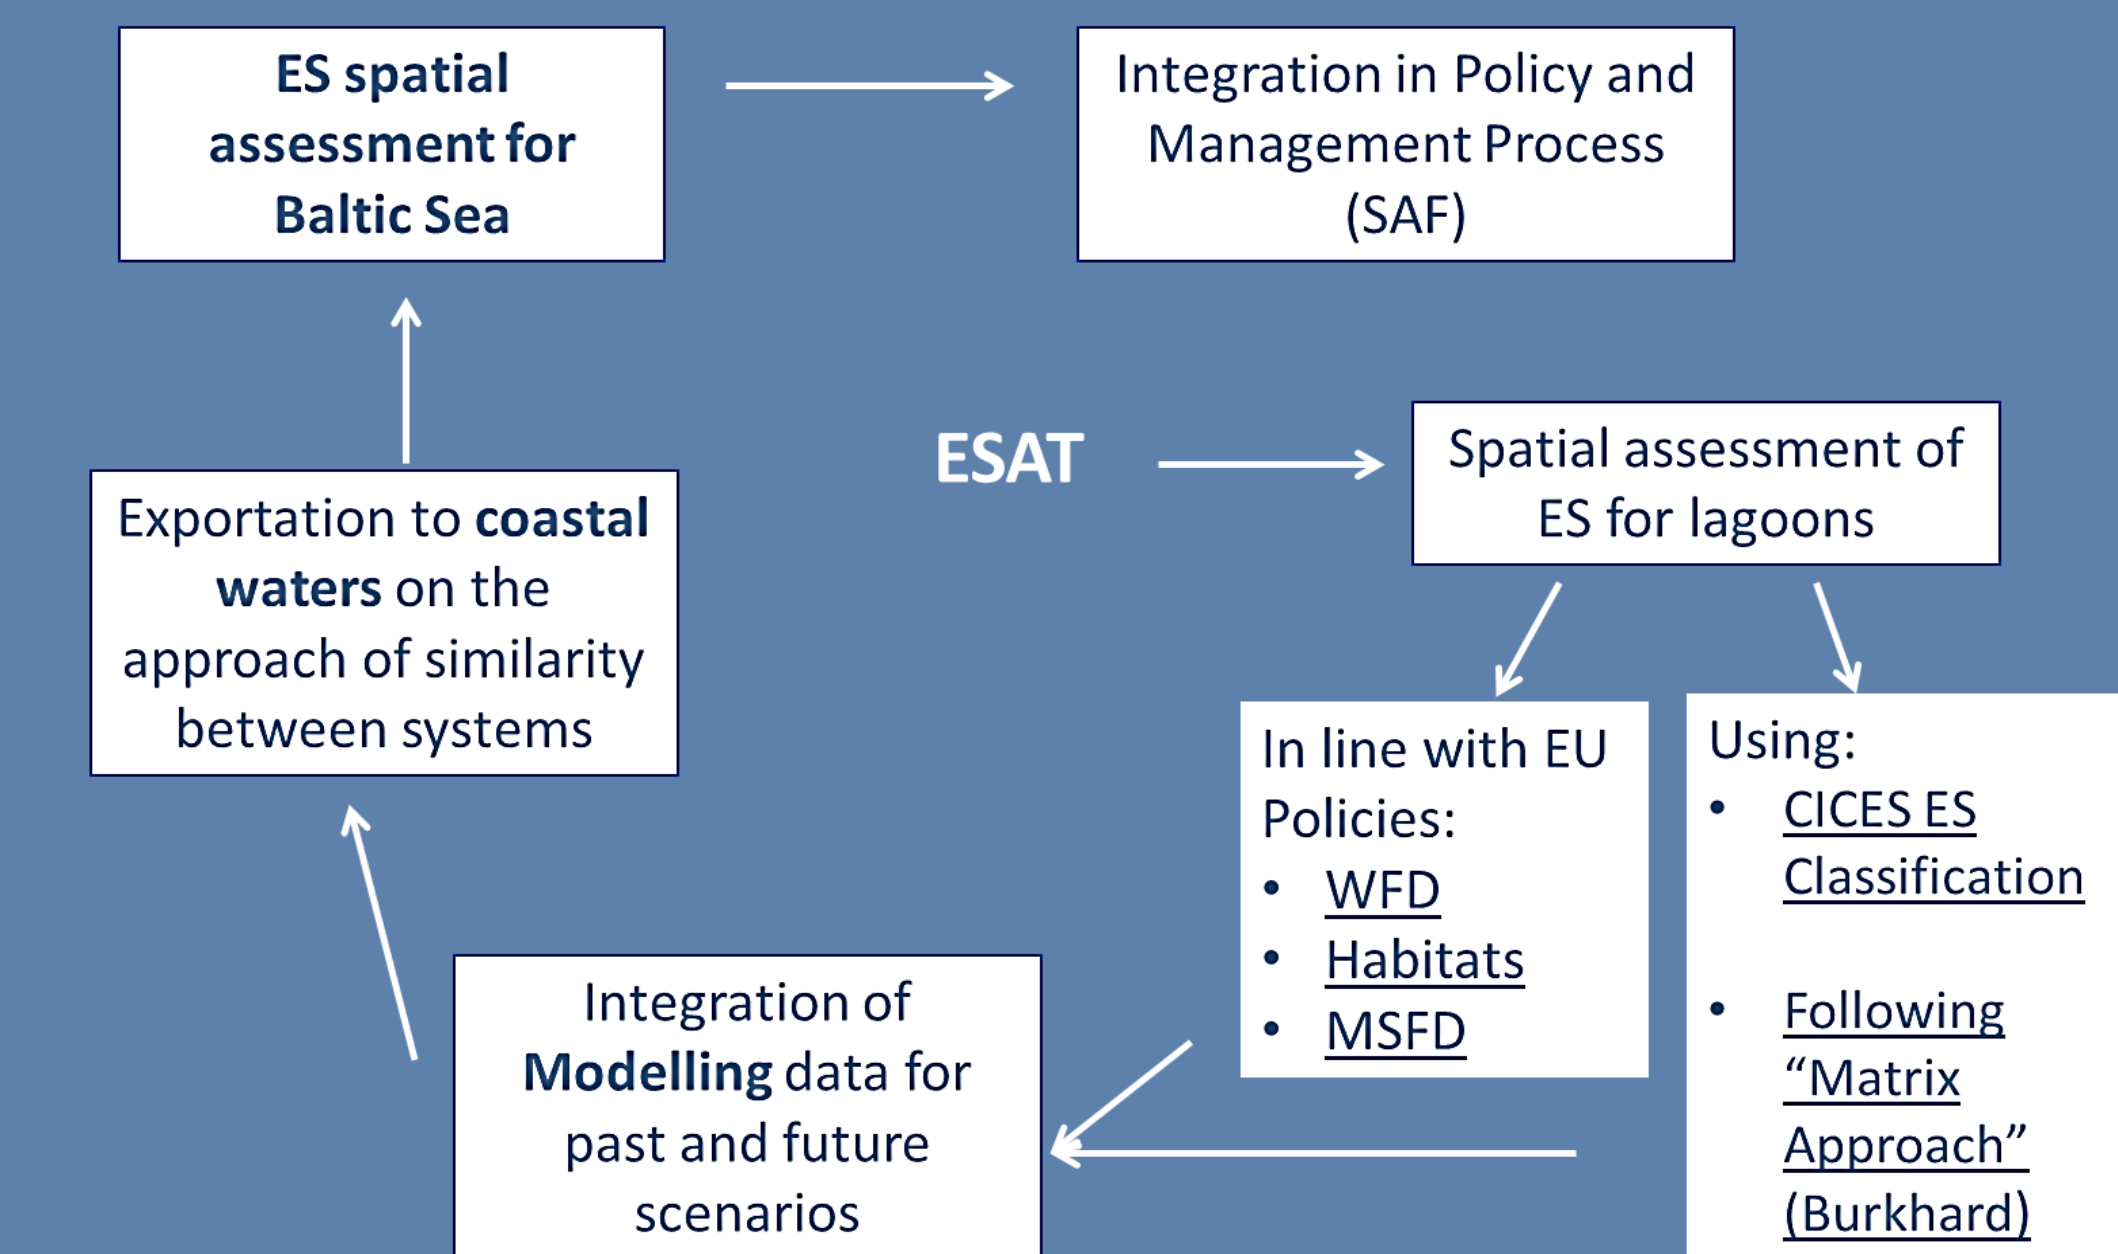 ES spatial
assessment for
Baltic Sea
Integration in Policy and
Management Process
(SAF)
ESAT
Spatial assessment of
ES for lagoons
In line with EU
Policies:
• WFD
• Habitats
• MSFD
Using:
• CICES ES
Classification
• Following
“Matrix
Approach”
(Burkhard)
Integration of
Modelling data for
past and future
scenarios
Exportation to coastal
waters on the
approach of similarity
between systems